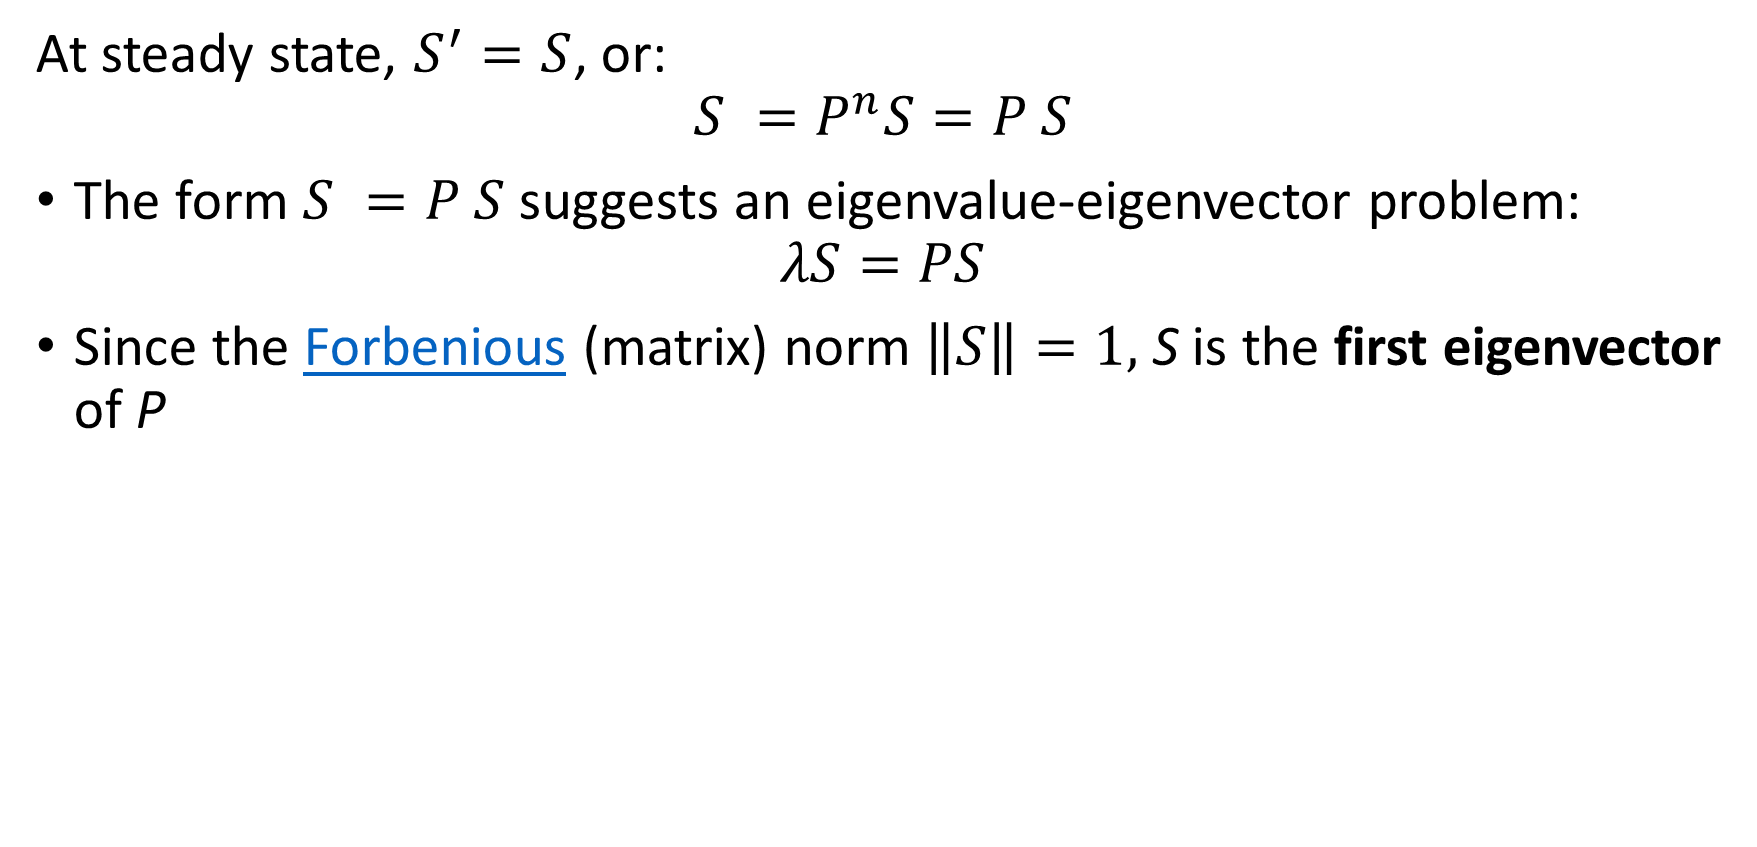 At steady state, S′ = S, or:
S = PⁿS = P S
• The form S = P S suggests an eigenvalue-eigenvector problem:
λS = PS
• Since the Forbenious (matrix) norm ‖S‖ = 1, S is the first eigenvector
of P